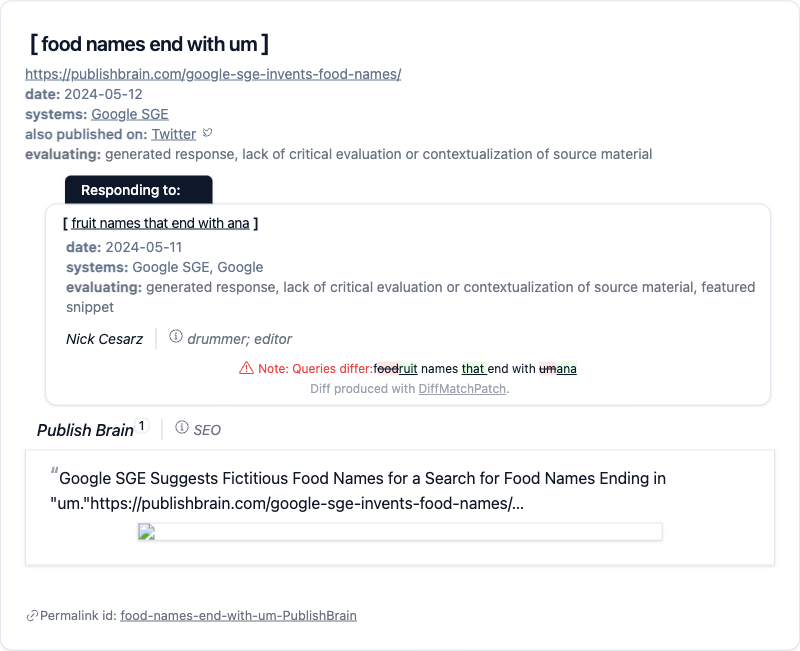 [ food names end with um ]
https://publishbrain.com/google-sge-invents-food-names/
date: 2024-05-12
systems: Google SGE
also published on: Twitter
evaluating: generated response, lack of critical evaluation or contextualization of source material
Responding to:
[ fruit names that end with ana ]
date: 2024-05-11
systems: Google SGE, Google
evaluating: generated response, lack of critical evaluation or contextualization of source material, featured
snippet
Nick Cesarz drummer; editor
Note: Queries differ:foodruit names that end with umana
Diff produced with DiffMatchPatch.
Publish Brain 1 SEO
“Google SGE Suggests Fictitious Food Names for a Search for Food Names Ending in
"um."https://publishbrain.com/google-sge-invents-food-names/...
Permalink id: food-names-end-with-um-PublishBrain